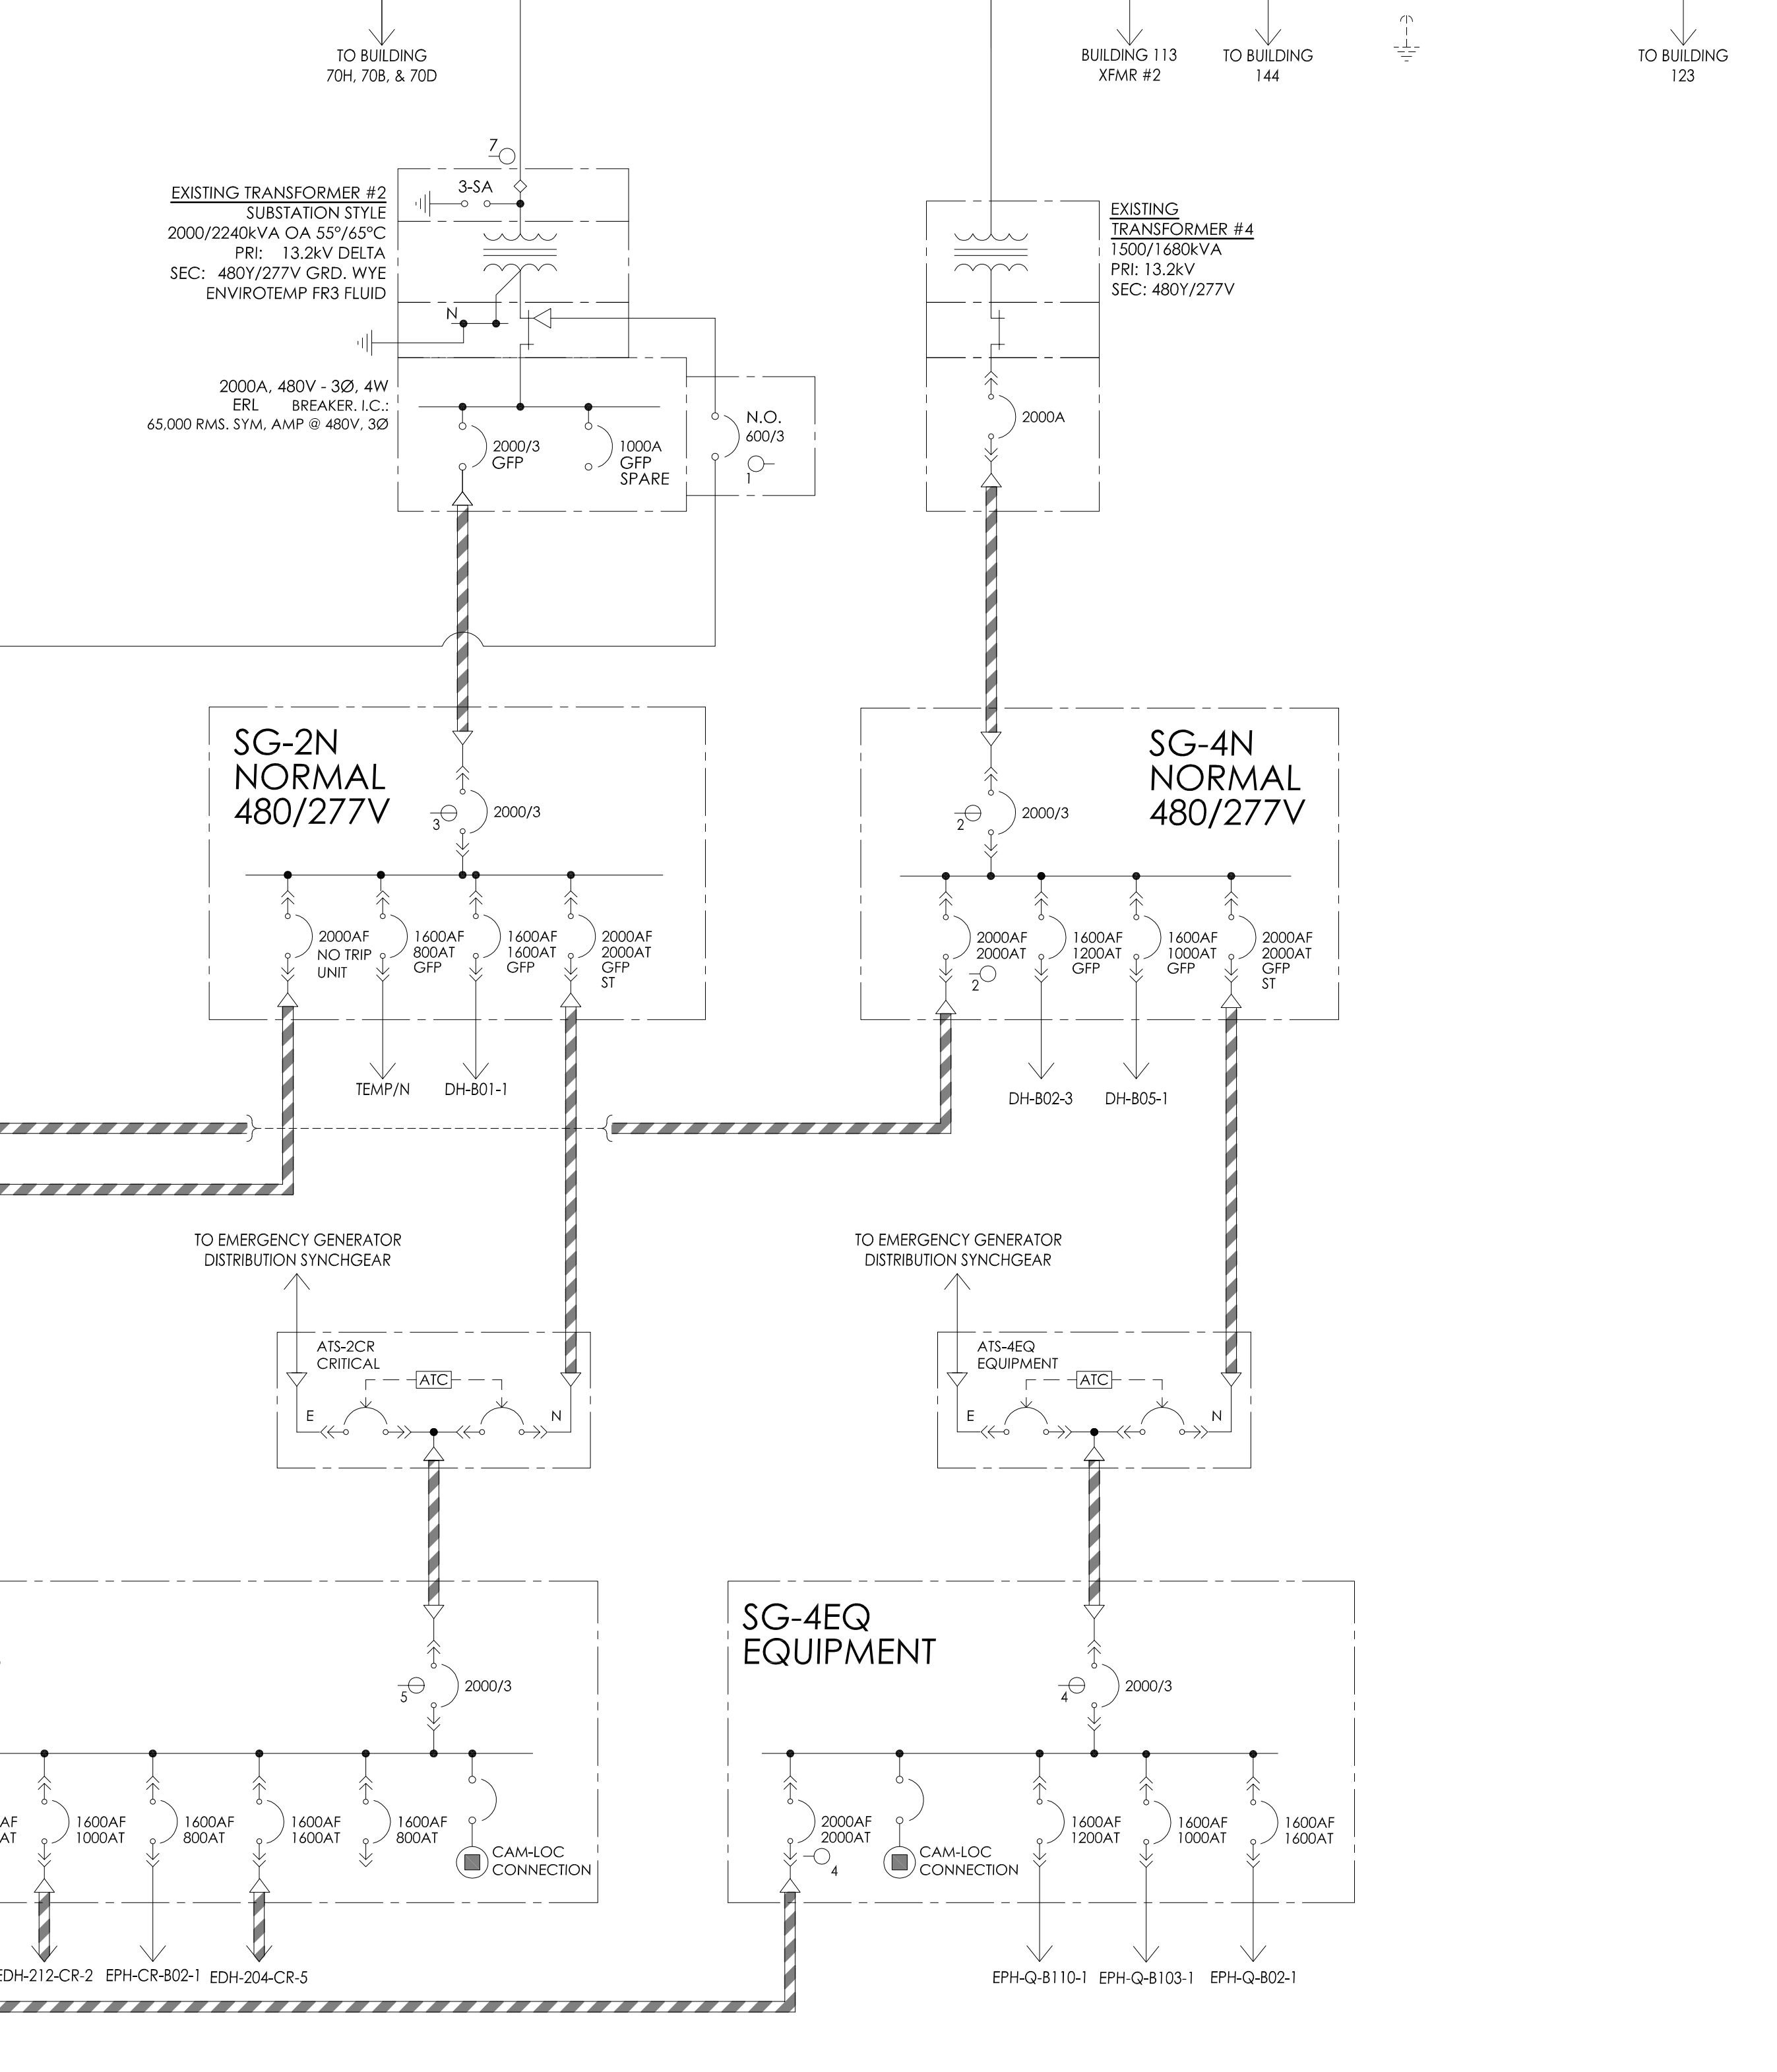 TO BUILDING
70H, 70B, & 70D
BUILDING 113
XFMR #2
TO BUILDING
144
TO BUILDING
123
7
3-SA
EXISTING TRANSFORMER #2
SUBSTATION STYLE
2000/2240kVA OA 55°/65°C
PRI: 13.2kV DELTA
SEC: 480Y/277V GRD. WYE
ENVIROTEMP FR3 FLUID
N
EXISTING
TRANSFORMER #4
1500/1680kVA
PRI: 13.2kV
SEC: 480Y/277V
2000A, 480V - 3Ø, 4W
ERL BREAKER. I.C.:
65,000 RMS. SYM, AMP @ 480V, 3Ø
2000/3
GFP
1000A
GFP
SPARE
N.O.
600/3
1
2000A
SG-2N
NORMAL
480/277V
3
2000/3
2000AF
NO TRIP
UNIT
1600AF
800AT
GFP
1600AF
1600AT
GFP
2000AF
2000AT
GFP
ST
TEMP/N
DH-B01-1
SG-4N
NORMAL
480/277V
2
2000/3
2000AF
2000AT
2
1600AF
1200AT
GFP
1600AF
1000AT
GFP
2000AF
2000AT
GFP
ST
DH-B02-3
DH-B05-1
TO EMERGENCY GENERATOR
DISTRIBUTION SYNCHGEAR
ATS-2CR
CRITICAL
ATC
E
N
TO EMERGENCY GENERATOR
DISTRIBUTION SYNCHGEAR
ATS-4EQ
EQUIPMENT
ATC
E
N
5
2000/3
AF
AT
1600AF
1000AT
1600AF
800AT
1600AF
1600AT
1600AF
800AT
CAM-LOC
CONNECTION
EDH-212-CR-2
EPH-CR-B02-1
EDH-204-CR-5
SG-4EQ
EQUIPMENT
4
2000/3
2000AF
2000AT
4
CAM-LOC
CONNECTION
1600AF
1200AT
1600AF
1000AT
1600AF
1600AT
EPH-Q-B110-1
EPH-Q-B103-1
EPH-Q-B02-1